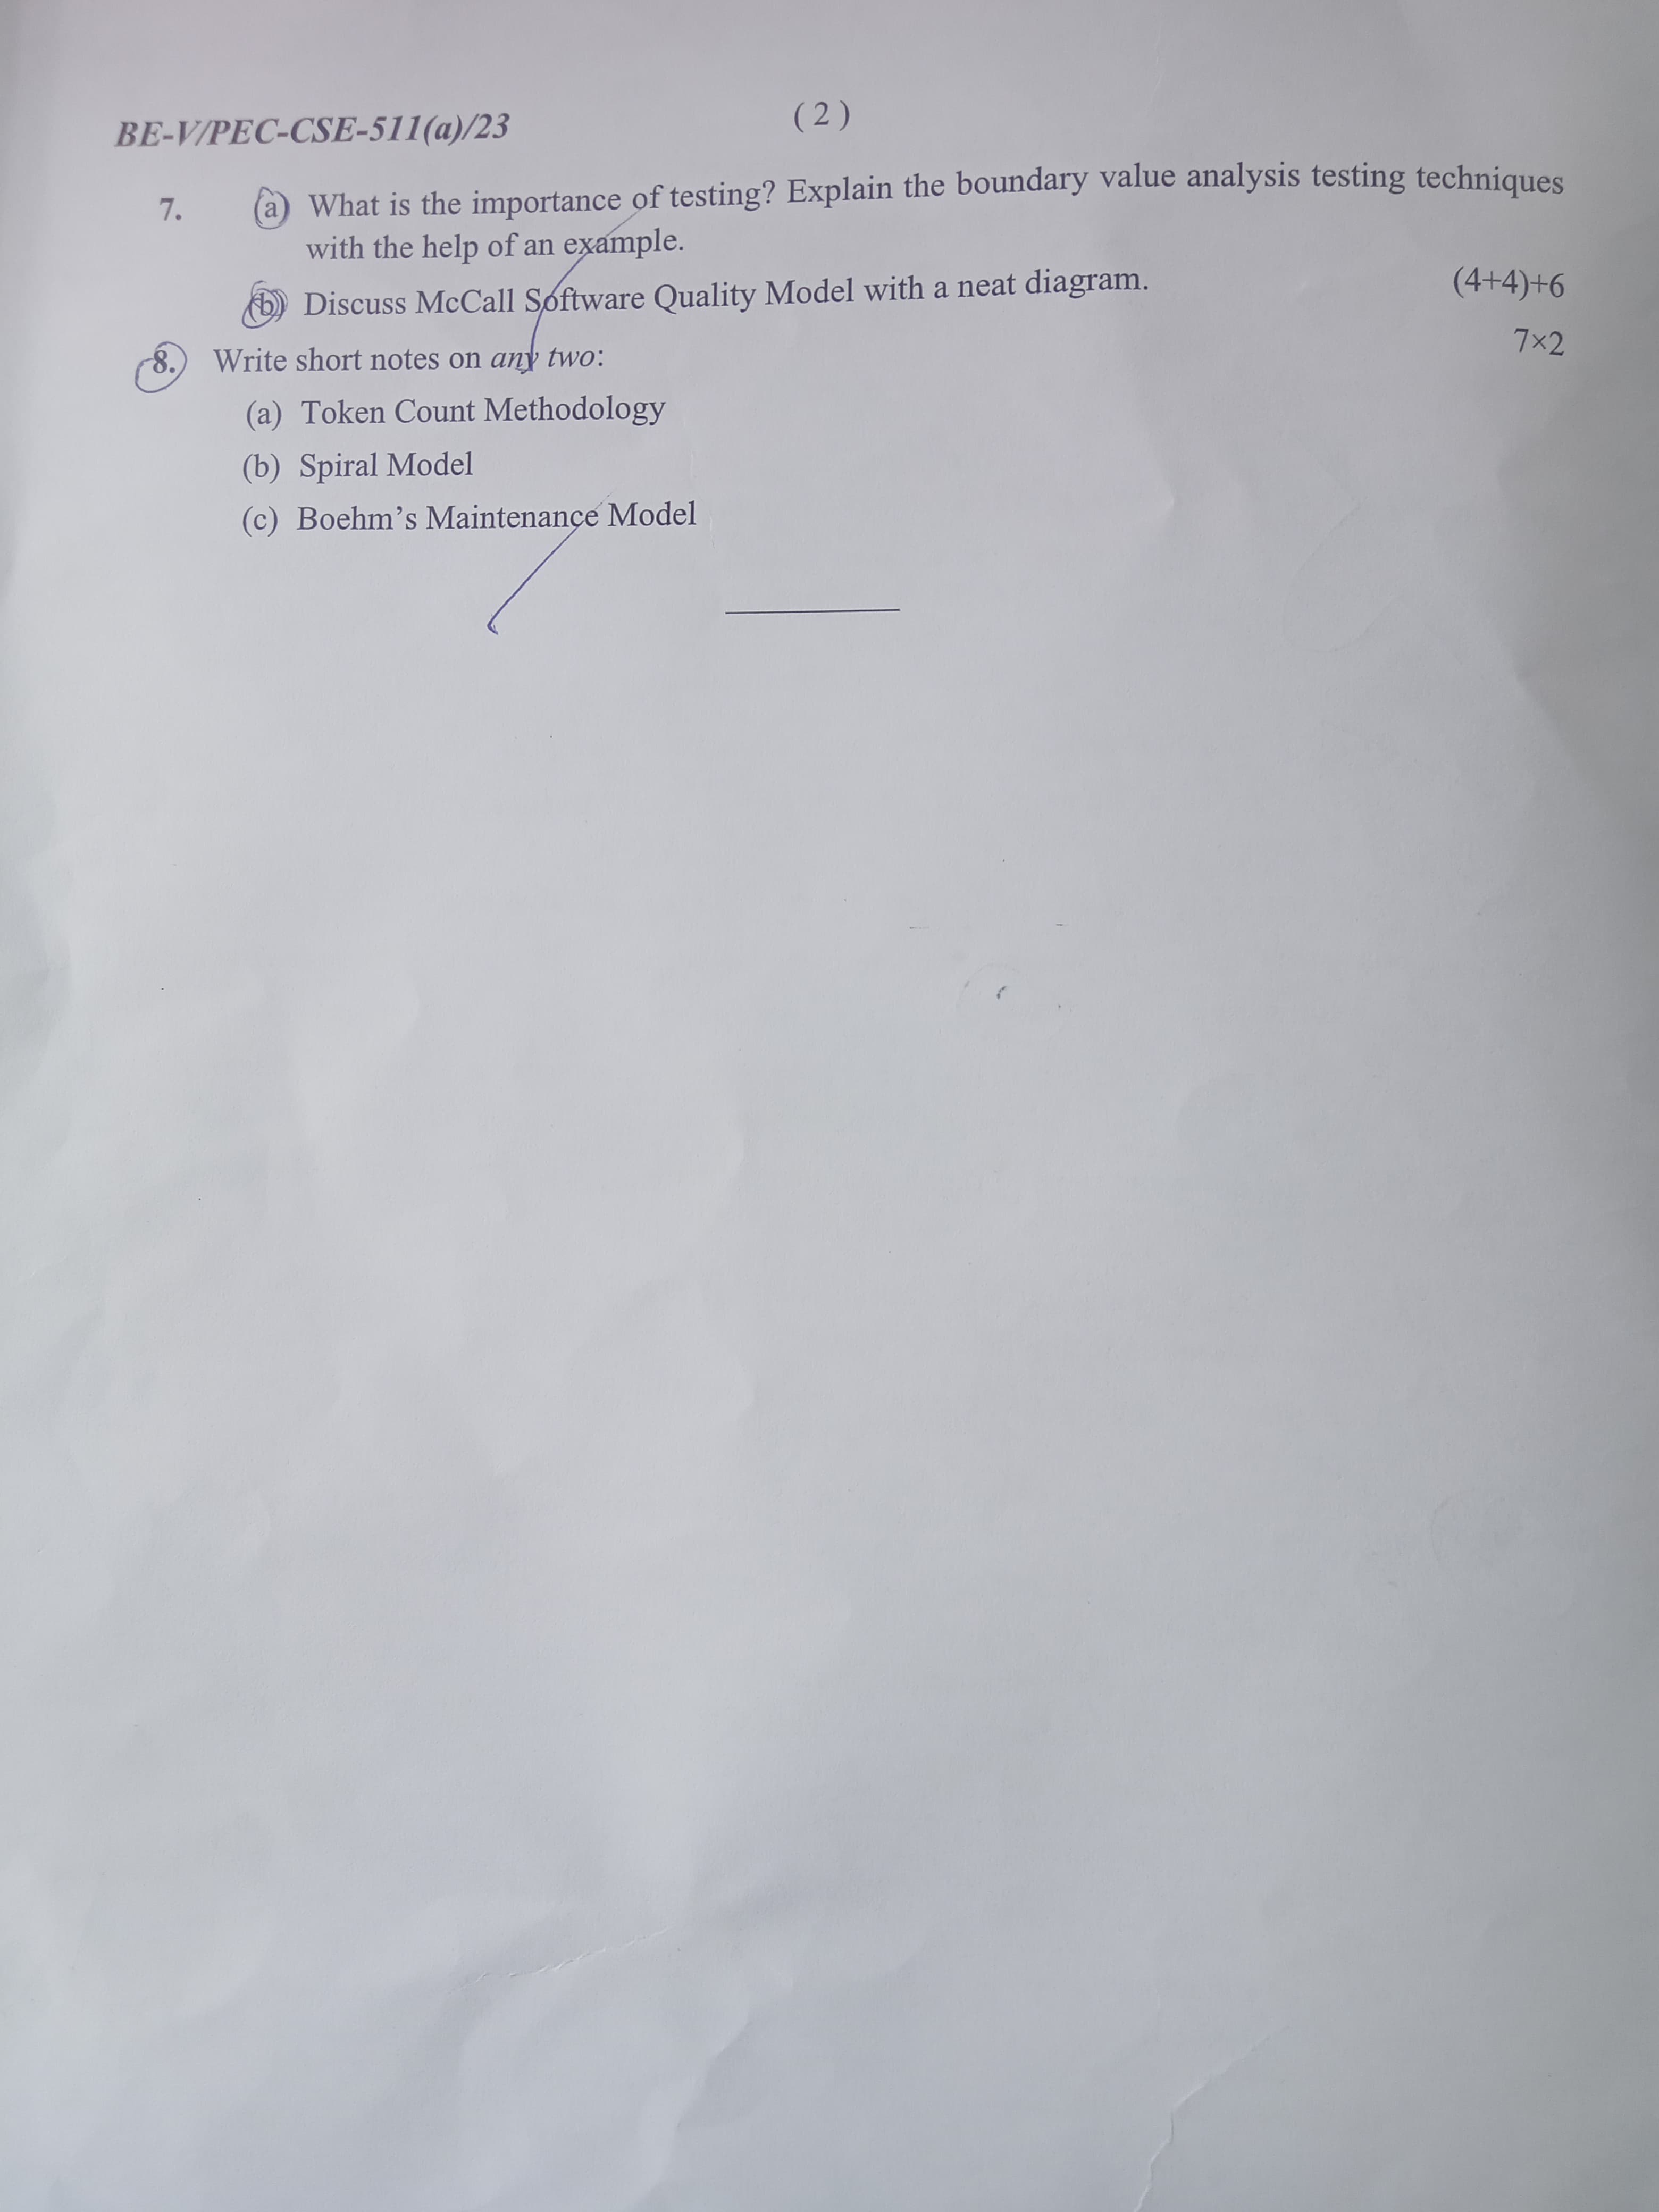 BE-V/PEC-CSE-511(a)/23
( 2 )
7. (a) What is the importance of testing? Explain the boundary value analysis testing techniques
with the help of an example.
(b) Discuss McCall Software Quality Model with a neat diagram. (4+4)+6
8. Write short notes on any two: 7×2
(a) Token Count Methodology
(b) Spiral Model
(c) Boehm’s Maintenance Model